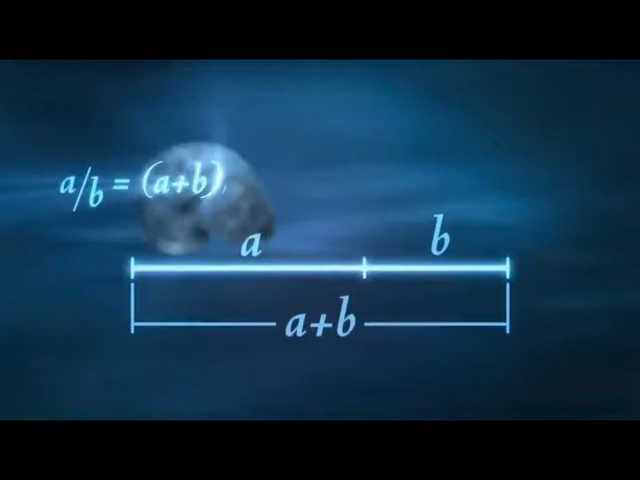 a/b = (a+b)
a
b
a+b